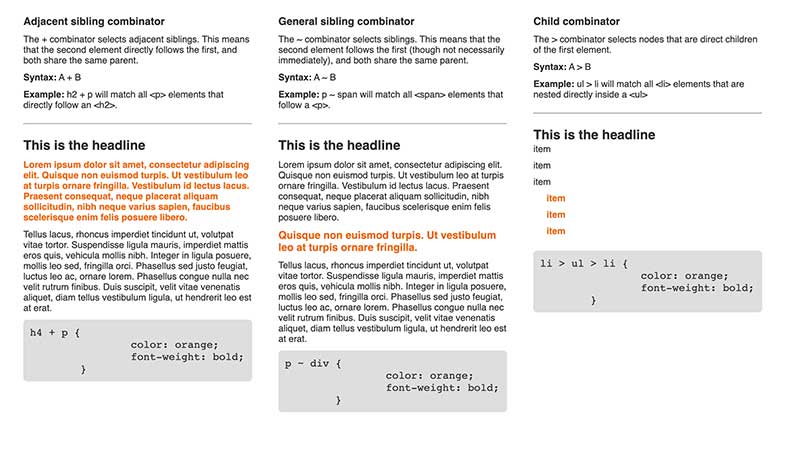 Adjacent sibling combinator
The + combinator selects adjacent siblings. This means
that the second element directly follows the first, and
both share the same parent.
Syntax: A + B
Example: h2 + p will match all <p> elements that
directly follow an <h2>.
This is the headline
Lorem ipsum dolor sit amet, consectetur adipiscing
elit. Quisque non euismod turpis. Ut vestibulum leo
at turpis ornare fringilla. Vestibulum id lectus lacus.
Praesent consequat, neque placerat aliquam
sollicitudin, nibh neque varius sapien, faucibus
scelerisque enim felis posuere libero.
Tellus lacus, rhoncus imperdiet tincidunt ut, volutpat
vitae tortor. Suspendisse ligula mauris, imperdiet mattis
eros quis, vehicula mollis nibh. Integer in ligula posuere,
mollis leo sed, fringilla orci. Phasellus sed justo feugiat,
luctus leo ac, ornare lorem. Phasellus congue nulla nec
velit rutrum finibus. Duis suscipit, velit vitae venenatis
aliquet, diam tellus vestibulum ligula, ut hendrerit leo est
at erat.
h4 + p {
color: orange;
font-weight: bold;
}
General sibling combinator
The ~ combinator selects siblings. This means that the
second element follows the first (though not necessarily
immediately), and both share the same parent.
Syntax: A ~ B
Example: p ~ span will match all <span> elements that
follow a <p>.
This is the headline
Lorem ipsum dolor sit amet, consectetur adipiscing elit.
Quisque non euismod turpis. Ut vestibulum leo at turpis
ornare fringilla. Vestibulum id lectus lacus. Praesent
consequat, neque placerat aliquam sollicitudin, nibh
neque varius sapien, faucibus scelerisque enim felis
posuere libero.
Quisque non euismod turpis. Ut vestibulum
leo at turpis ornare fringilla.
Tellus lacus, rhoncus imperdiet tincidunt ut, volutpat
vitae tortor. Suspendisse ligula mauris, imperdiet mattis
eros quis, vehicula mollis nibh. Integer in ligula posuere,
mollis leo sed, fringilla orci. Phasellus sed justo feugiat,
luctus leo ac, ornare lorem. Phasellus congue nulla nec
velit rutrum finibus. Duis suscipit, velit vitae venenatis
aliquet, diam tellus vestibulum ligula, ut hendrerit leo est
at erat.
p ~ div {
color: orange;
font-weight: bold;
}
Child combinator
The > combinator selects nodes that are direct children
of the first element.
Syntax: A > B
Example: ul > li will match all <li> elements that are
nested directly inside a <ul>
This is the headline
item
item
item
item
item
item
li > ul > li {
color: orange;
font-weight: bold;
}